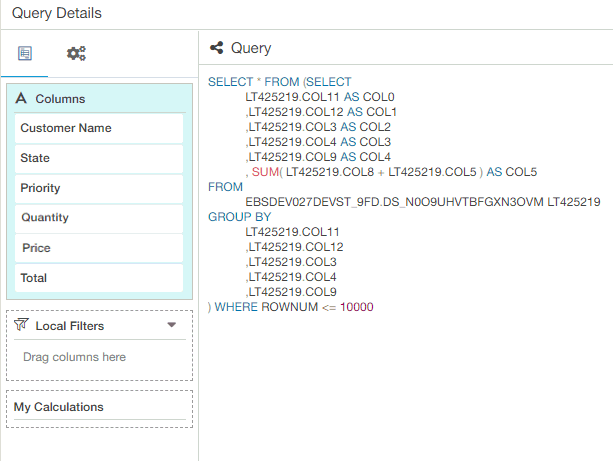 Query Details
Query
Columns
Customer Name
State
Priority
Quantity
Price
Total
Local Filters
Drag columns here
My Calculations
SELECT * FROM (SELECT
LT425219.COL11 AS COL0
,LT425219.COL12 AS COL1
,LT425219.COL3 AS COL2
,LT425219.COL4 AS COL3
,LT425219.COL9 AS COL4
, SUM( LT425219.COL8 + LT425219.COL5 ) AS COL5
FROM
EBSDEV027DEVST_9FD.DS_N0O9UHVTBFGXN3OVM LT425219
GROUP BY
LT425219.COL11
,LT425219.COL12
,LT425219.COL3
,LT425219.COL4
,LT425219.COL9
) WHERE ROWNUM <= 10000